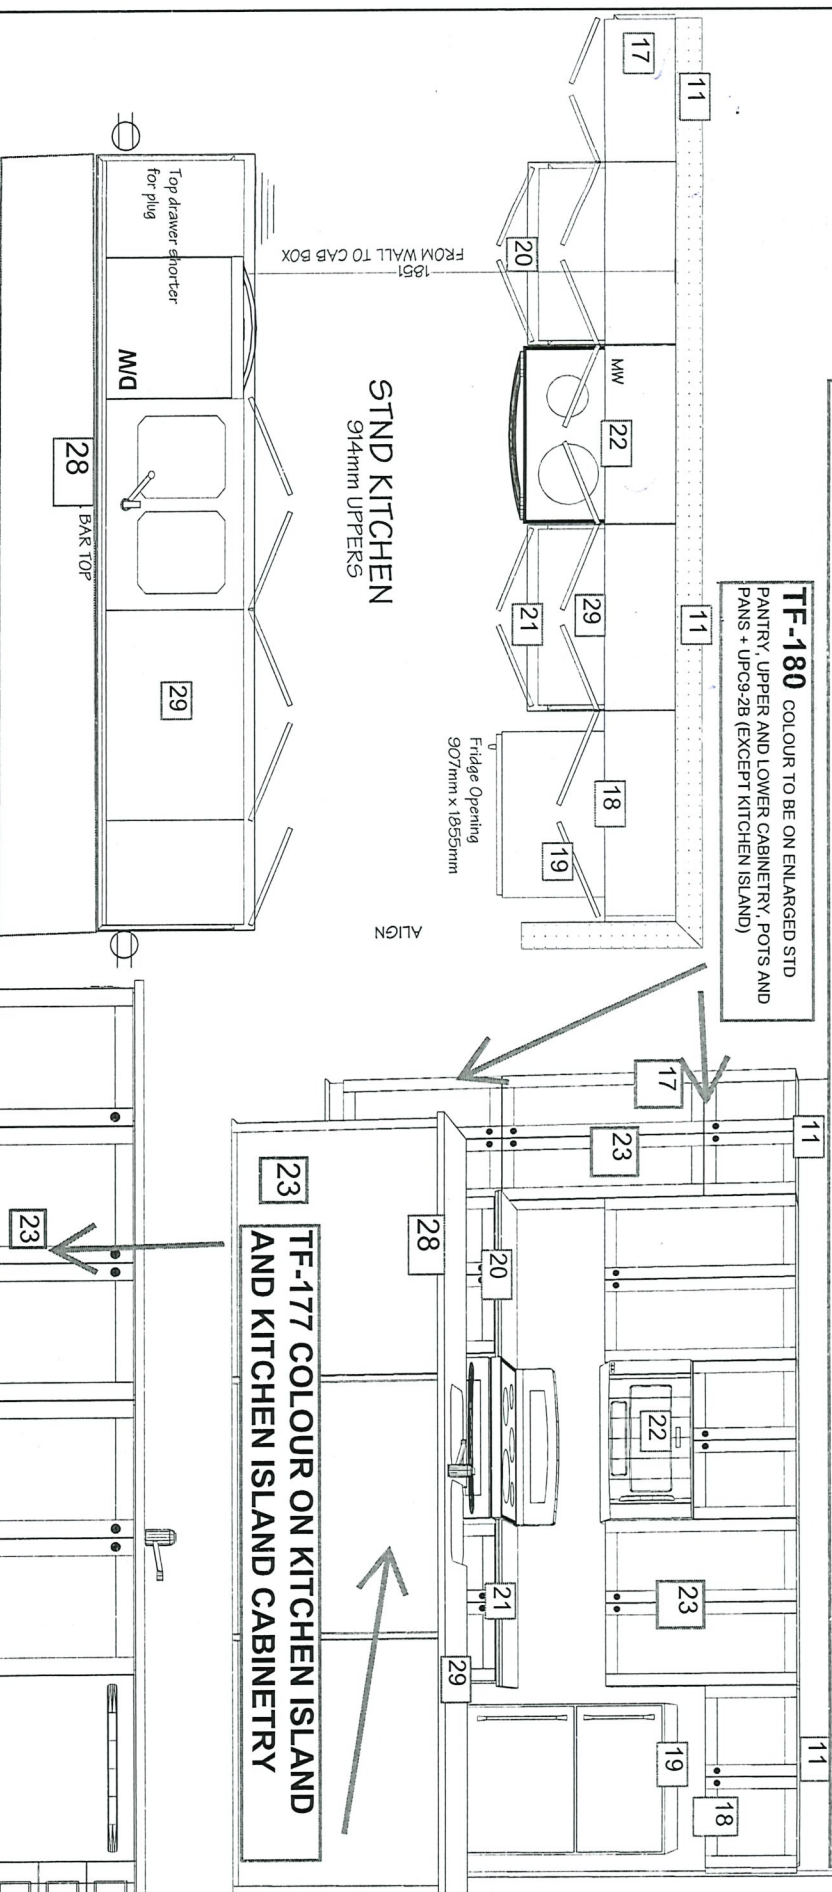 TF-180 COLOUR TO BE ON ENLARGED STD
PANTRY, UPPER AND LOWER CABINETRY, POTS AND
PANS + UPC9-2B (EXCEPT KITCHEN ISLAND)
11
11
17
MW
22
20
21
29
18
19
Fridge Opening
907mm x 1855mm
1851
FROM WALL TO CAB BOX
STND KITCHEN
914mm UPPERS
ALIGN
Top drawer shorter
for plug
D/W
29
28
BAR TOP
11
11
17
23
22
23
18
19
20
21
28
29
23
TF-177 COLOUR ON KITCHEN ISLAND
AND KITCHEN ISLAND CABINETRY
23